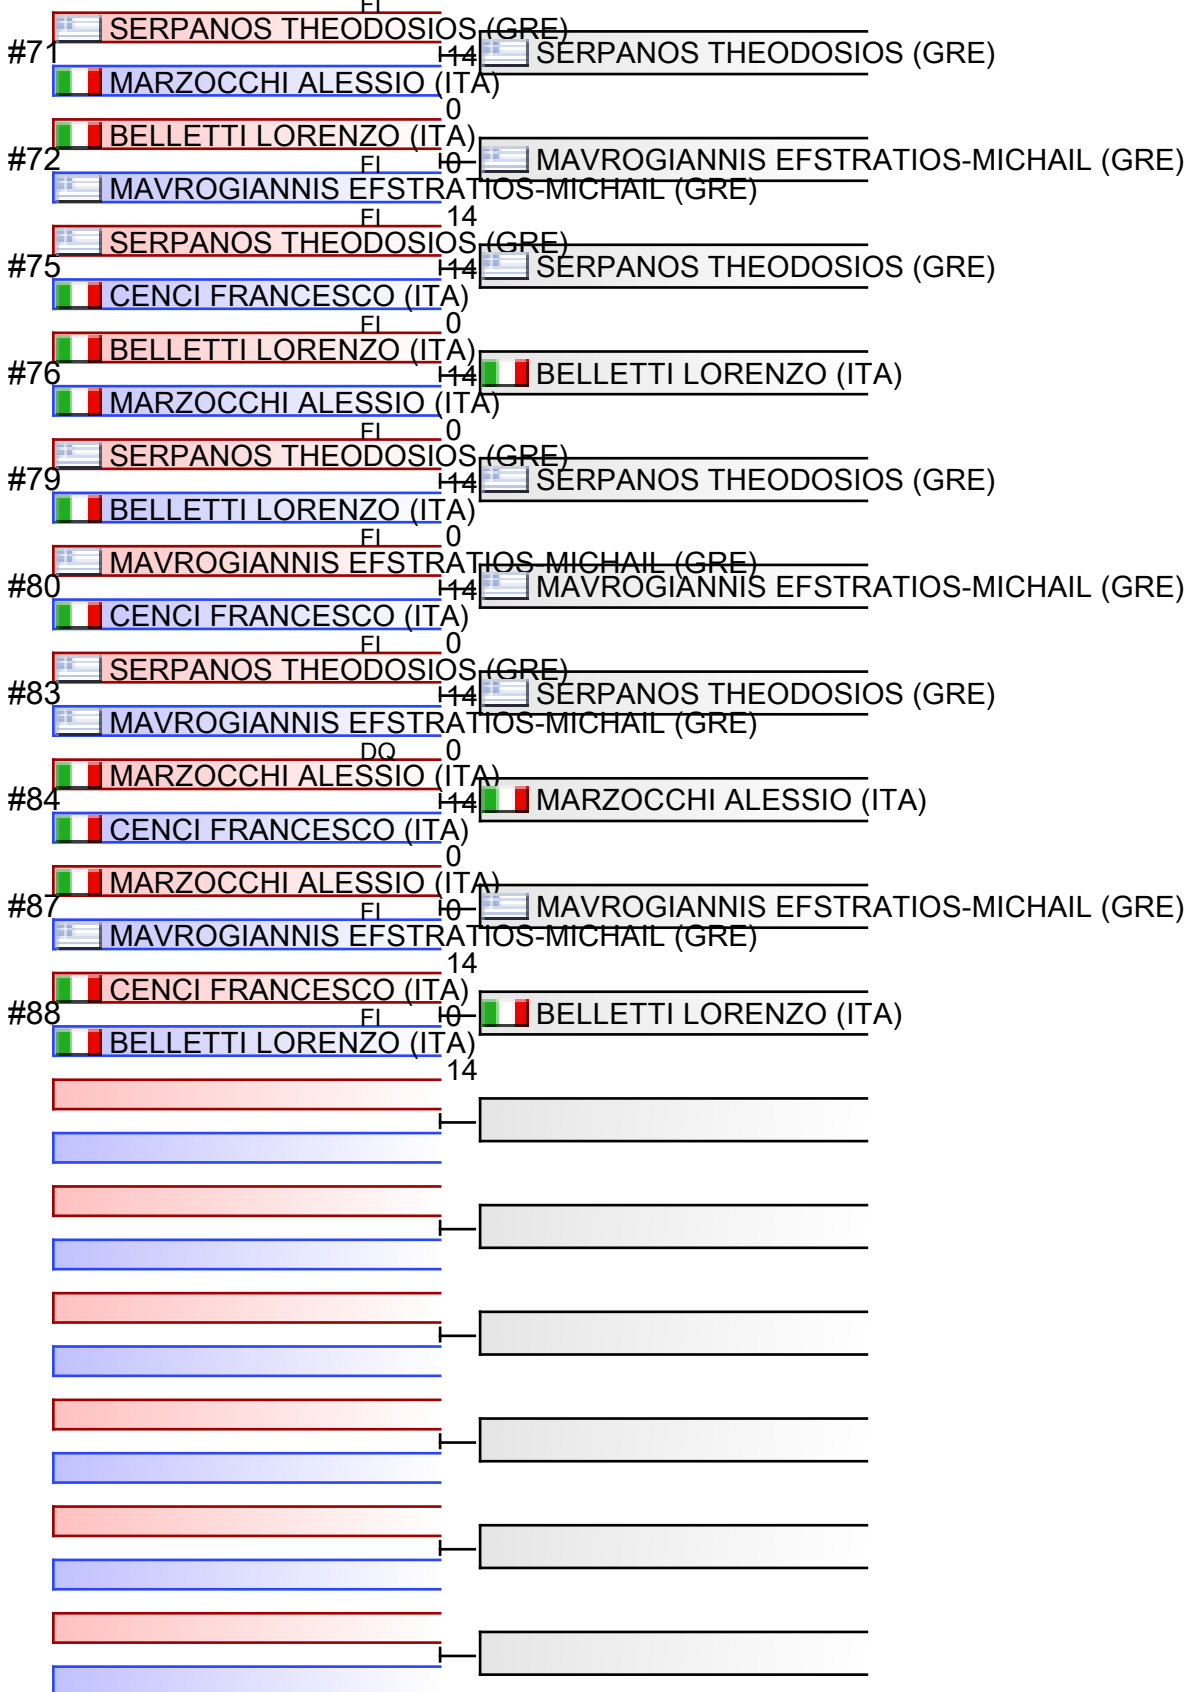 FI
SERPANOS THEODOSIOS (GRE)
#71
14
SERPANOS THEODOSIOS (GRE)
MARZOCCHI ALESSIO (ITA)
0
BELLETTI LORENZO (ITA)
#72
FI
0
MAVROGIANNIS EFSTRATIOS-MICHAIL (GRE)
MAVROGIANNIS EFSTRATIOS-MICHAIL (GRE)
FI
14
SERPANOS THEODOSIOS (GRE)
#75
14
SERPANOS THEODOSIOS (GRE)
CENCI FRANCESCO (ITA)
FI
0
BELLETTI LORENZO (ITA)
#76
14
BELLETTI LORENZO (ITA)
MARZOCCHI ALESSIO (ITA)
FI
0
SERPANOS THEODOSIOS (GRE)
#79
14
SERPANOS THEODOSIOS (GRE)
BELLETTI LORENZO (ITA)
FI
0
MAVROGIANNIS EFSTRATIOS-MICHAIL (GRE)
#80
14
MAVROGIANNIS EFSTRATIOS-MICHAIL (GRE)
CENCI FRANCESCO (ITA)
FI
0
SERPANOS THEODOSIOS (GRE)
#83
14
SERPANOS THEODOSIOS (GRE)
MAVROGIANNIS EFSTRATIOS-MICHAIL (GRE)
DQ
0
MARZOCCHI ALESSIO (ITA)
#84
14
MARZOCCHI ALESSIO (ITA)
CENCI FRANCESCO (ITA)
0
MARZOCCHI ALESSIO (ITA)
#87
FI
0
MAVROGIANNIS EFSTRATIOS-MICHAIL (GRE)
MAVROGIANNIS EFSTRATIOS-MICHAIL (GRE)
14
CENCI FRANCESCO (ITA)
#88
FI
0
BELLETTI LORENZO (ITA)
BELLETTI LORENZO (ITA)
14